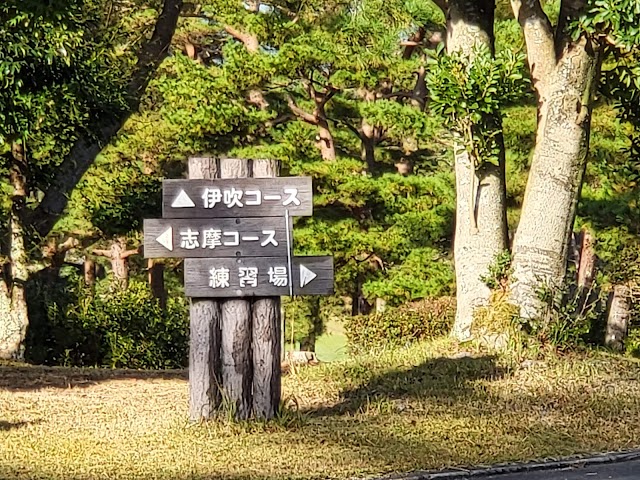 ▲ 伊吹コース
◀ 志摩コース
練習場 ▶